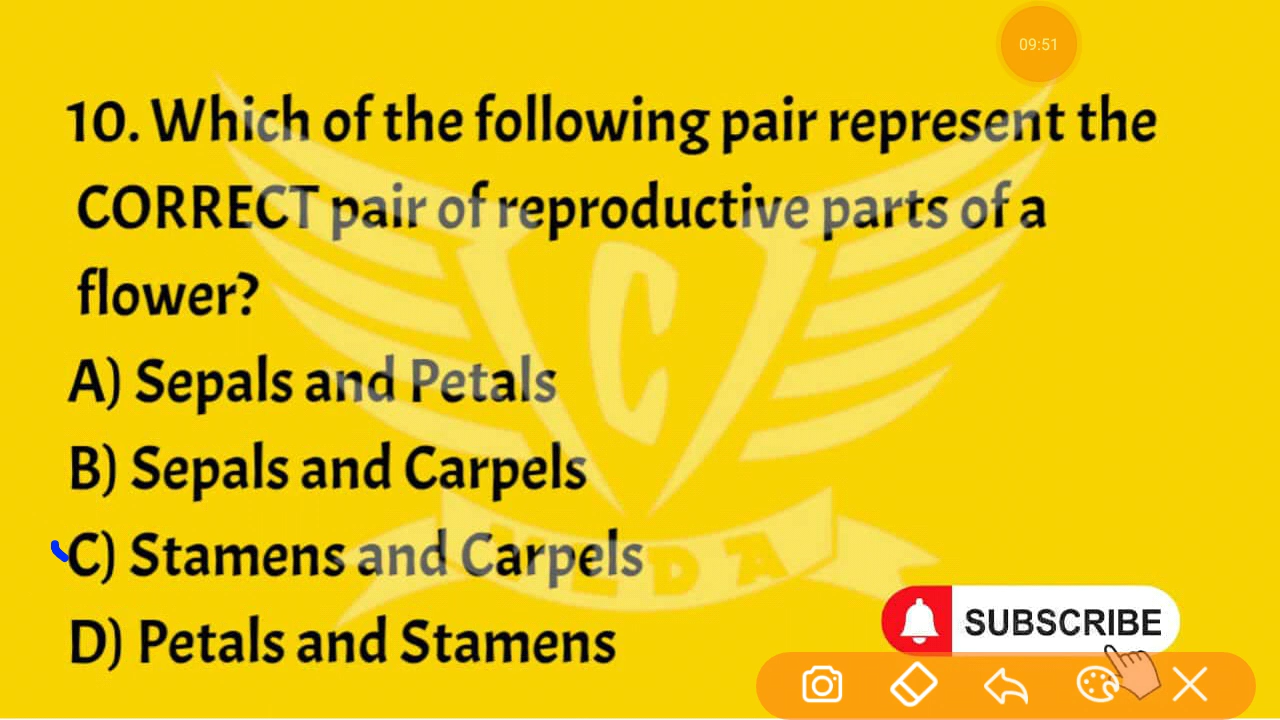 09:51
10. Which of the following pair represent the
CORRECT pair of reproductive parts of a
flower?
A) Sepals and Petals
B) Sepals and Carpels
C) Stamens and Carpels
D) Petals and Stamens
SUBSCRIBE